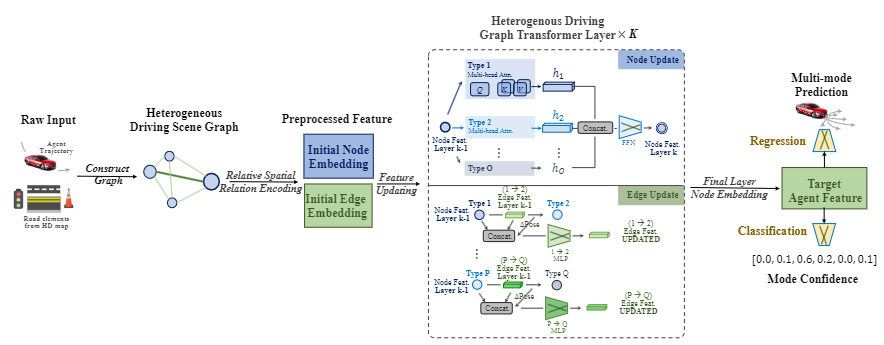 Heterogenous Driving
Graph Transformer Layer × K
Raw Input
Agent
Trajectory
Road elements
from HD map
Construct
Graph
Heterogeneous
Driving Scene Graph
Relative Spatial
Relation Encoding
Preprocessed Feature
Initial Node
Embedding
Initial Edge
Embedding
Feature
Updating
Node Update
Type 1
Multi-head Attn.
Q
K
V
h1
Type 2
Multi-head Attn.
h2
Node Feat.
Layer k-1
⋮
⋮
Type O
hO
Concat.
FFN
Node Feat.
Layer k
Edge Update
(1 → 2)
Edge Feat.
Layer k-1
Type 1
Type 2
Node Feat.
Layer k-1
ΔPose
Concat.
1 → 2
MLP
(1 → 2)
Edge Feat.
UPDATED
⋮
(P → Q)
Edge Feat.
Layer k-1
Type P
Type Q
Node Feat.
Layer k-1
ΔPose
Concat.
P → Q
MLP
(P → Q)
Edge Feat.
UPDATED
Final Layer
Node Embedding
Multi-mode
Prediction
Regression
Target
Agent Feature
Classification
[0.0, 0.1, 0.6, 0.2, 0.0, 0.1]
Mode Confidence